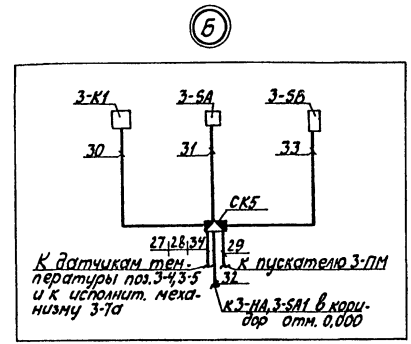 Б
3-К1
3-SA
3-SB
30
31
33
СК5
27 28 34
29
К датчикам тем-
пературы поз.3-4,3-5
и к исполнит. меха-
низму 3-7а
к пускателю 3-ПМ
32
к 3-НА, 3-SA1 в кори-
дор отм. 0,000